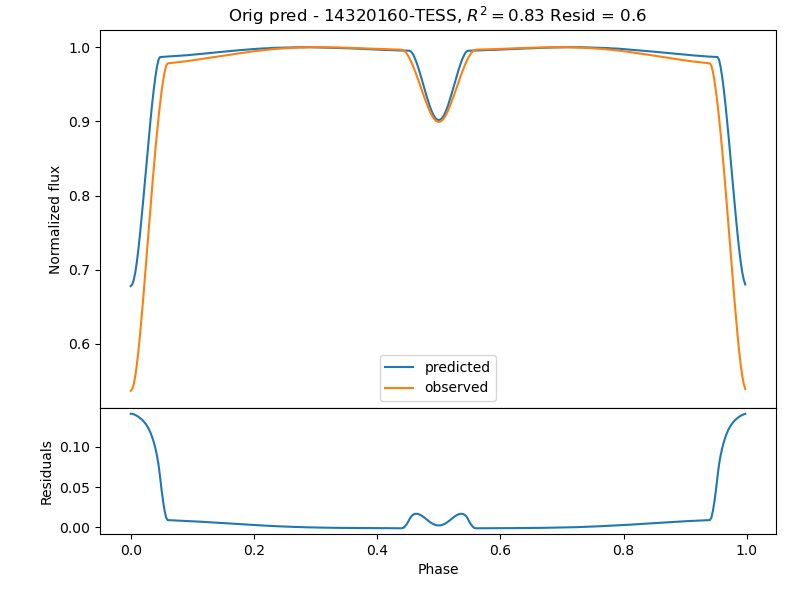 Orig pred - 14320160-TESS, R² = 0.83 Resid = 0.6
1.0
0.9
0.8
0.7
0.6
Normalized flux
predicted
observed
0.10
0.05
0.00
Residuals
0.0 0.2 0.4 0.6 0.8 1.0
Phase